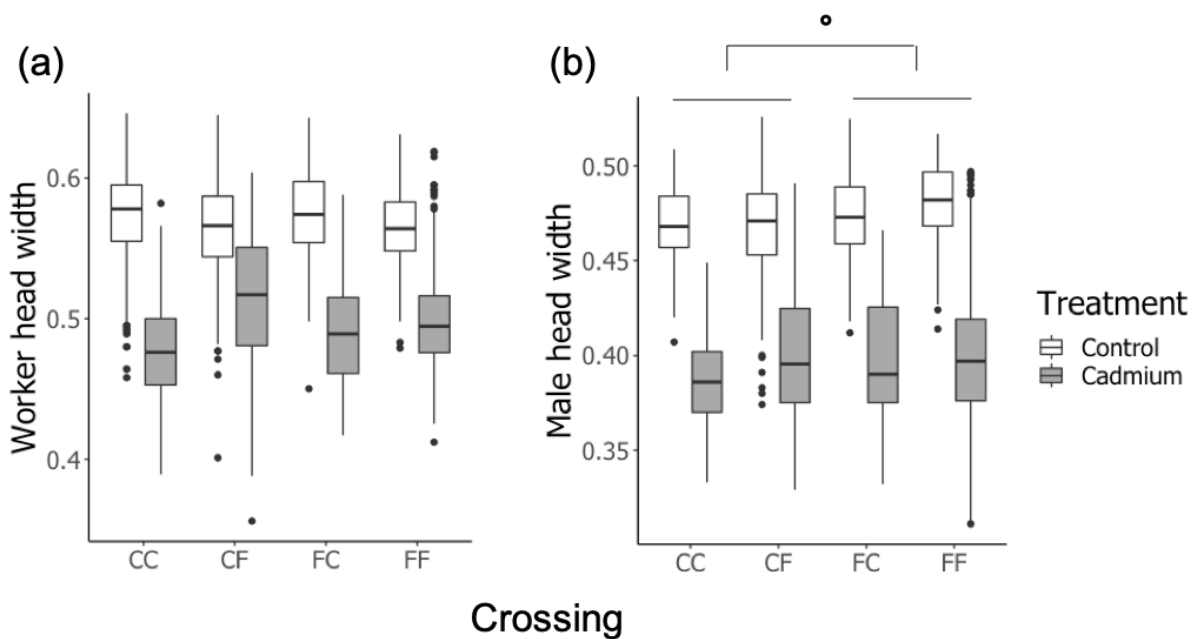 (a)
Worker head width
0.6
0.5
0.4
CC CF FC FF
(b)
°
Male head width
0.50
0.45
0.40
0.35
CC CF FC FF
Treatment
Control
Cadmium
Crossing